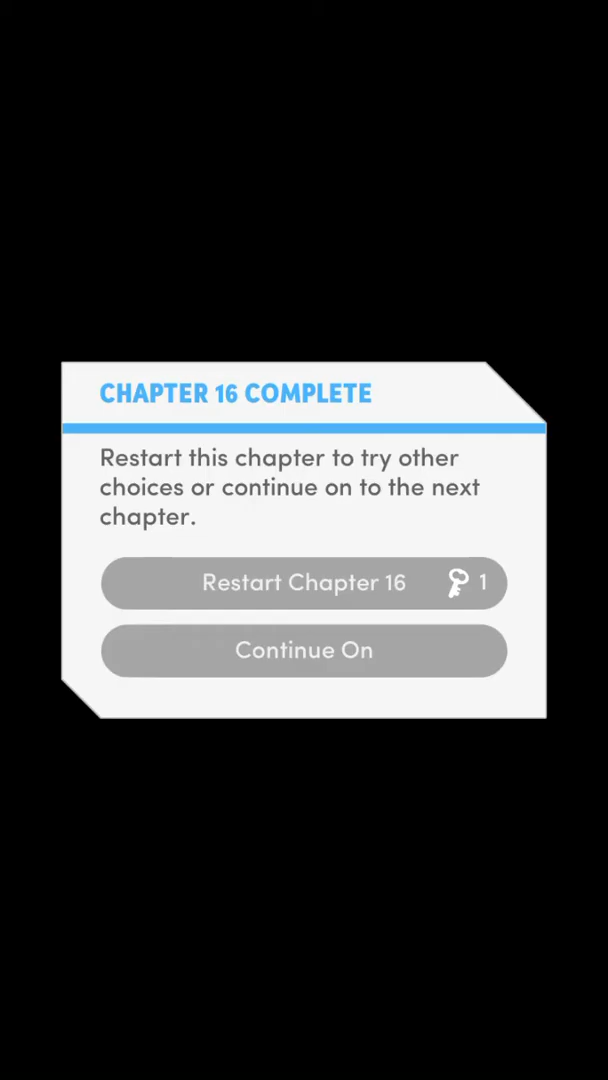 CHAPTER 16 COMPLETE
Restart this chapter to try other
choices or continue on to the next
chapter.
Restart Chapter 16 1
Continue On